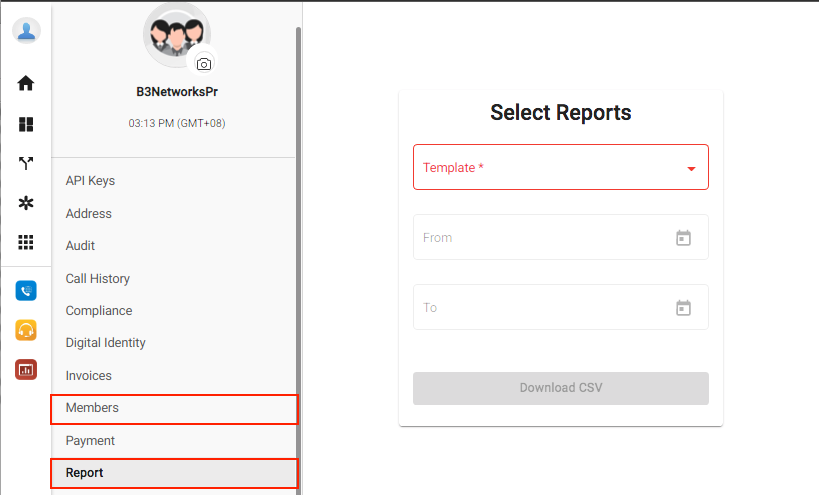 B3NetworksPr
03:13 PM (GMT+08)
API Keys
Address
Audit
Call History
Compliance
Digital Identity
Invoices
Members
Payment
Report
Select Reports
Template *
From
To
Download CSV